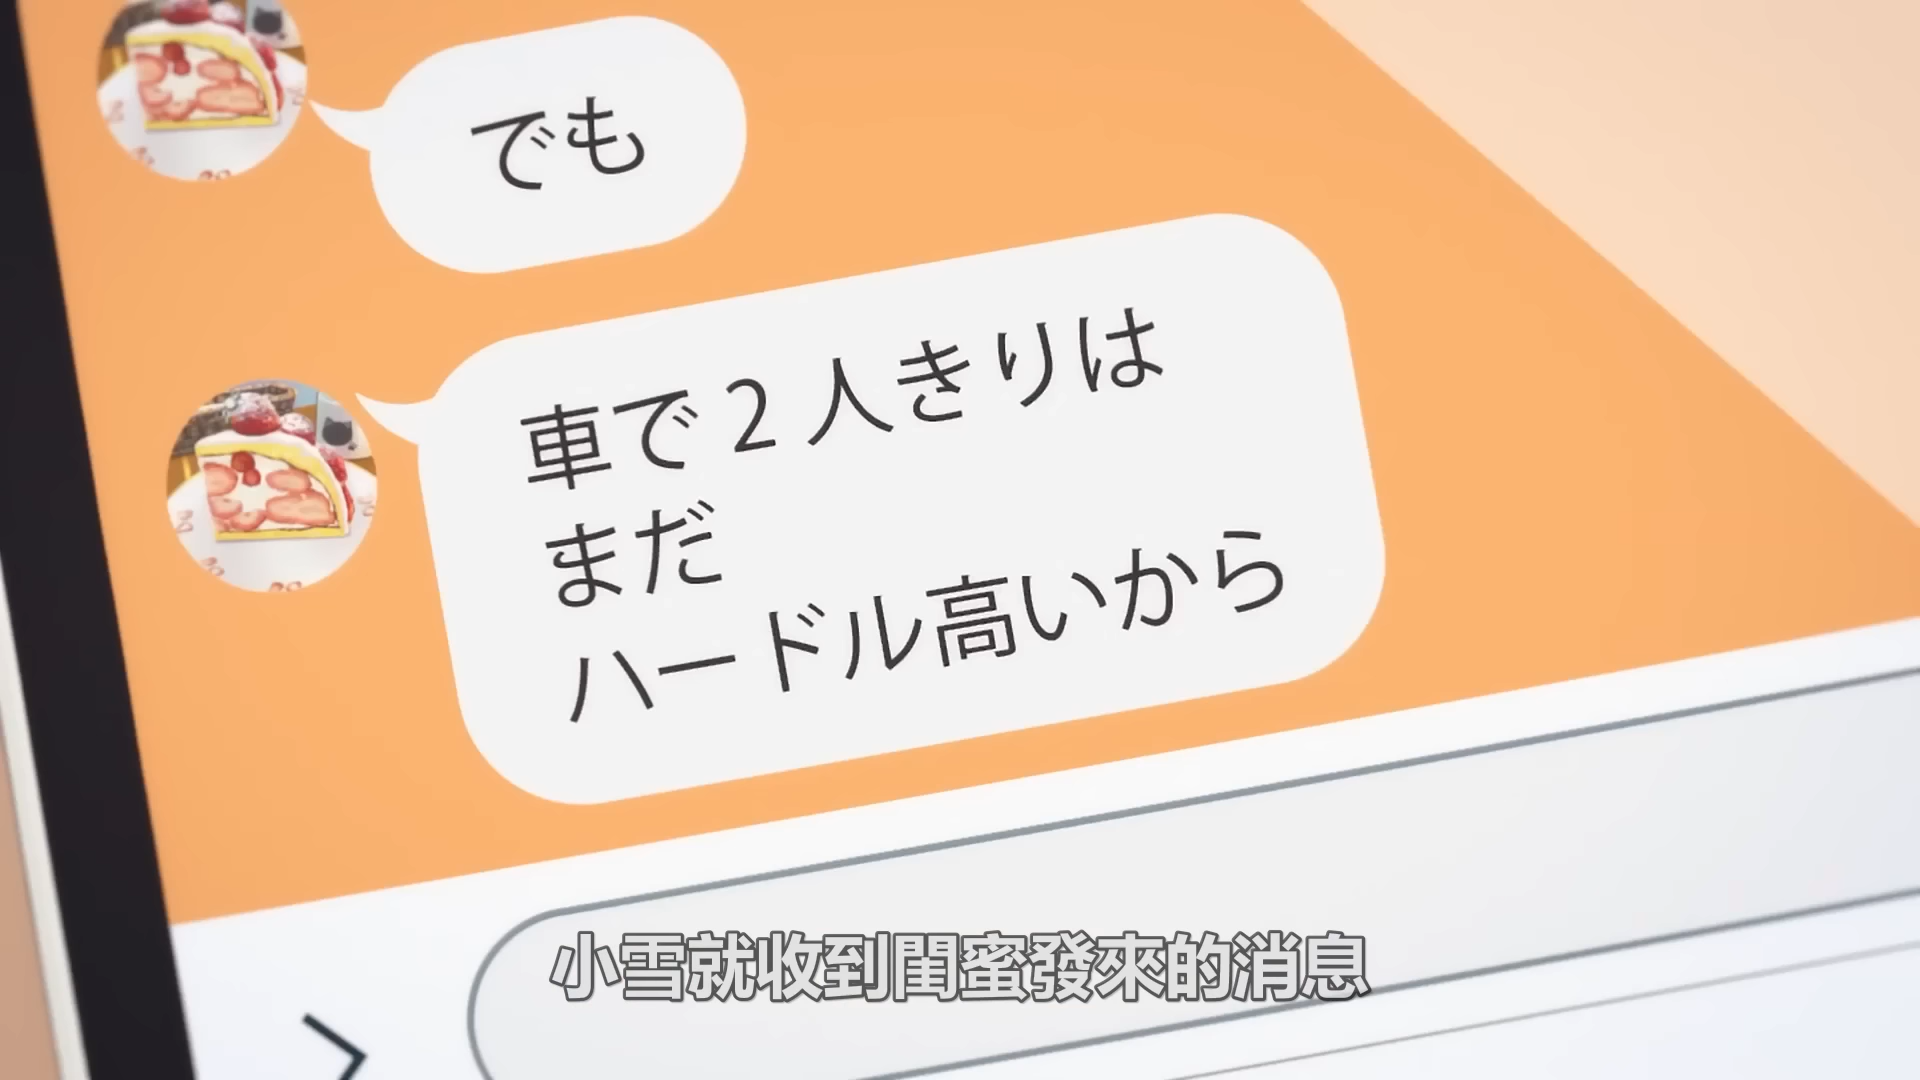 でも
車で2人きりは
まだ
ハードル高いから
小雪就收到閨蜜發來的消息